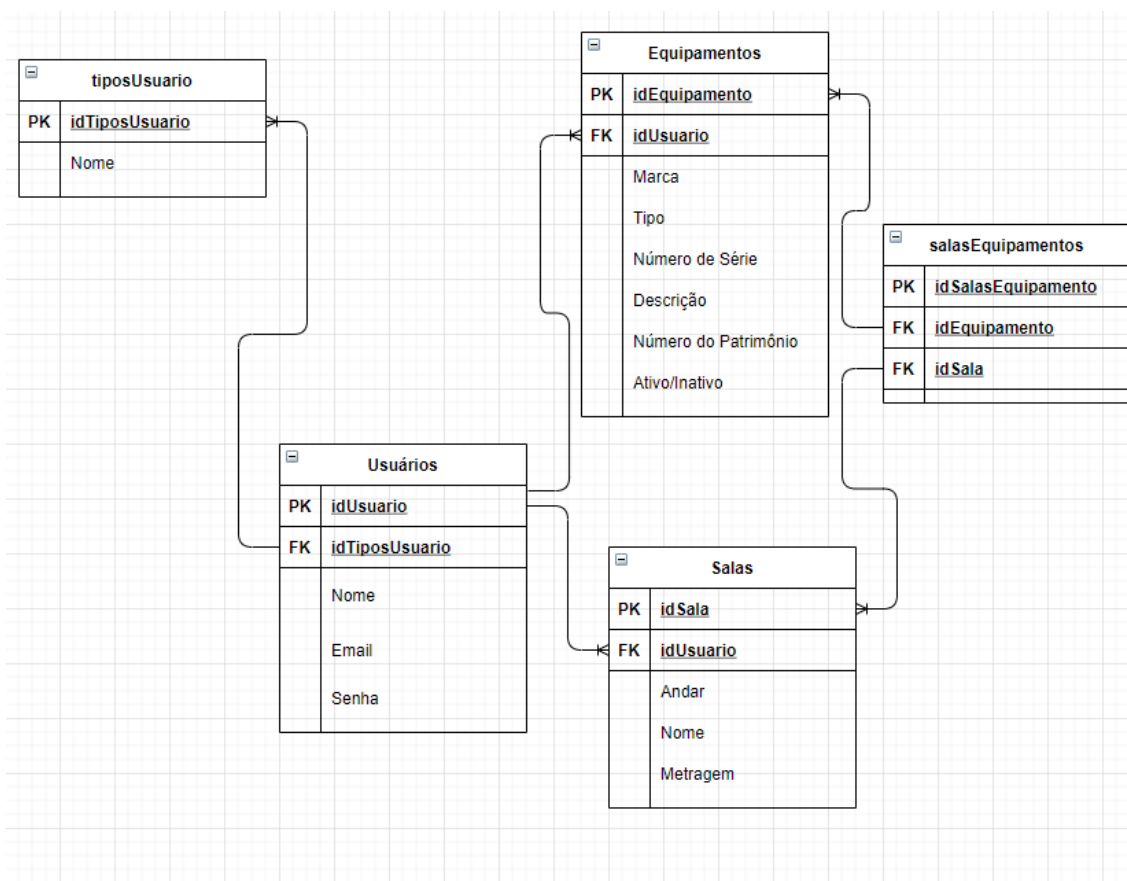 tiposUsuario
PK idTiposUsuario
Nome
Equipamentos
PK idEquipamento
FK idUsuario
Marca
Tipo
Número de Série
Descrição
Número do Patrimônio
Ativo/Inativo
salasEquipamentos
PK idSalasEquipamento
FK idEquipamento
FK idSala
Usuários
PK idUsuario
FK idTiposUsuario
Nome
Email
Senha
Salas
PK idSala
FK idUsuario
Andar
Nome
Metragem